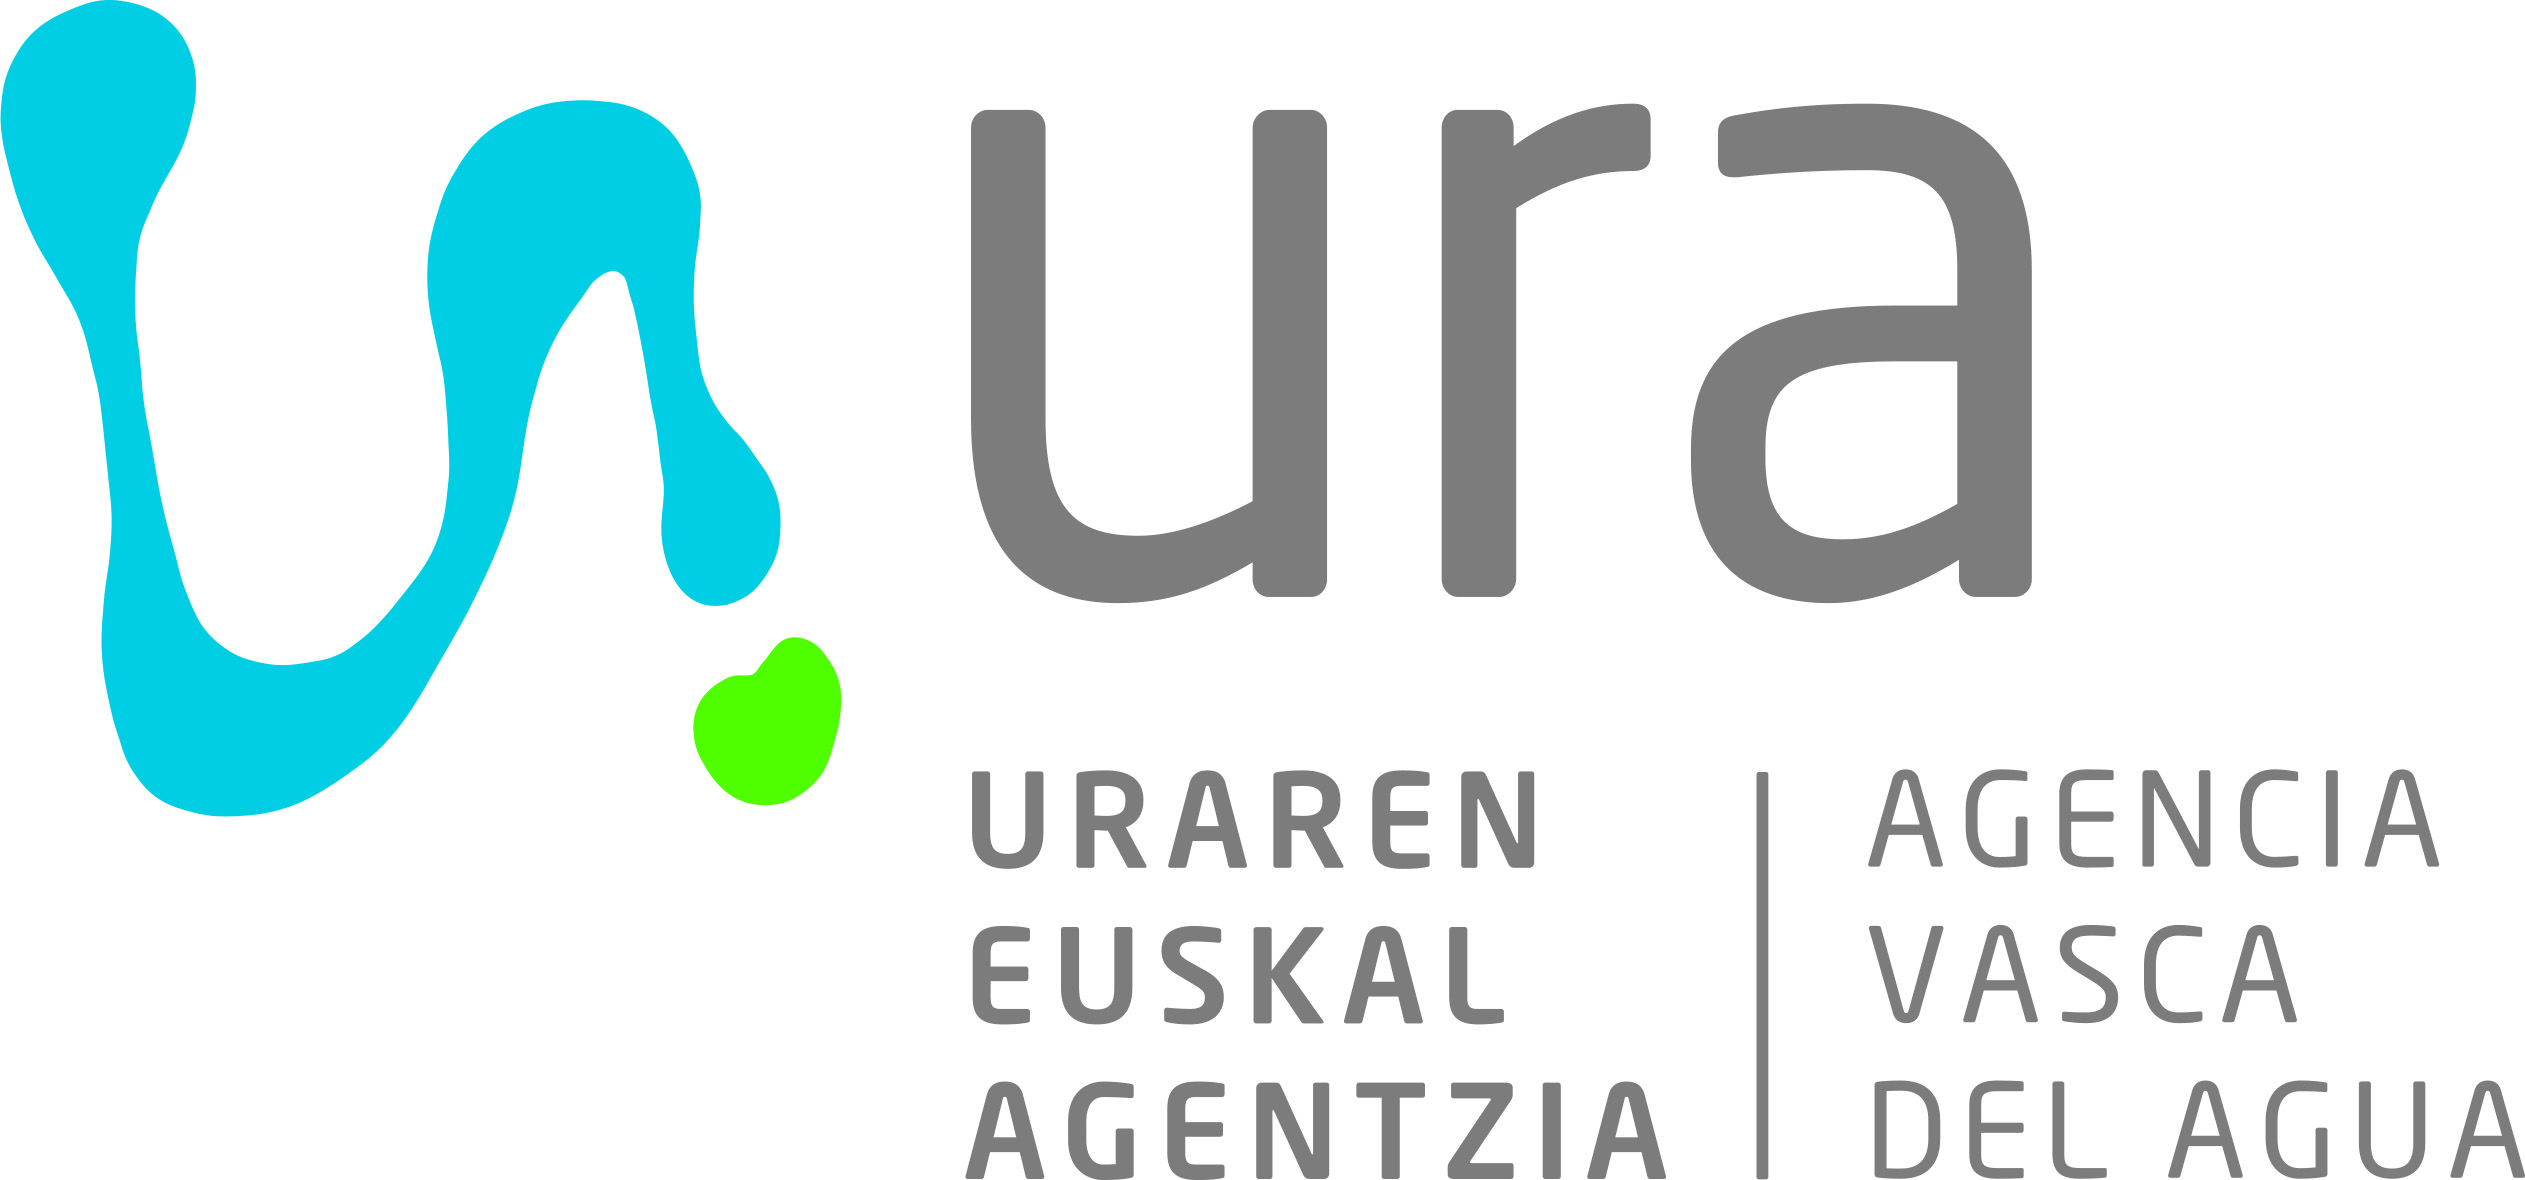 ura
URAREN
EUSKAL
AGENTZIA
AGENCIA
VASCA
DEL AGUA